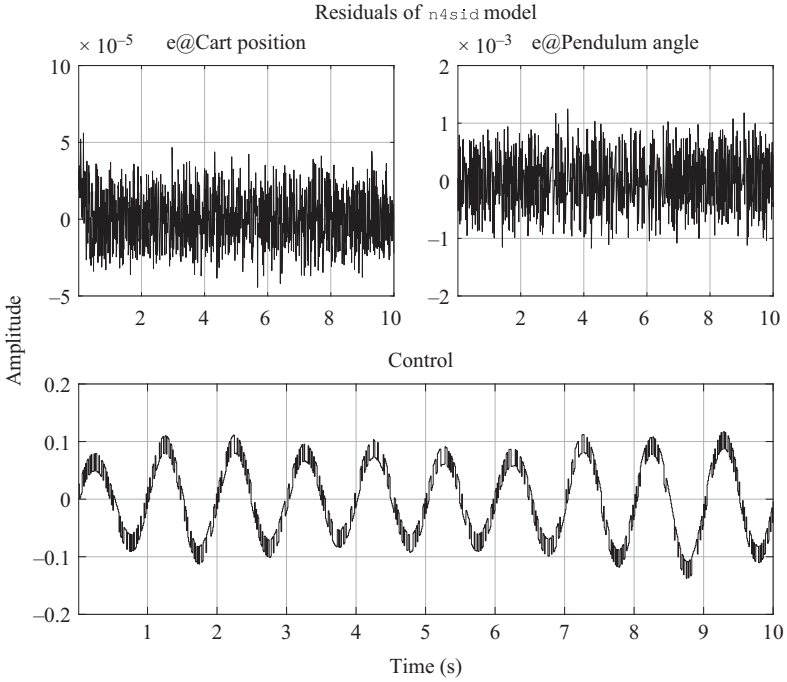 Residuals of n4sid model
× 10⁻⁵ e@Cart position
× 10⁻³ e@Pendulum angle
10
5
0
−5
2 4 6 8 10
2
1
0
−1
−2
2 4 6 8 10
Amplitude
Control
0.2
0.1
0
−0.1
−0.2
1 2 3 4 5 6 7 8 9 10
Time (s)